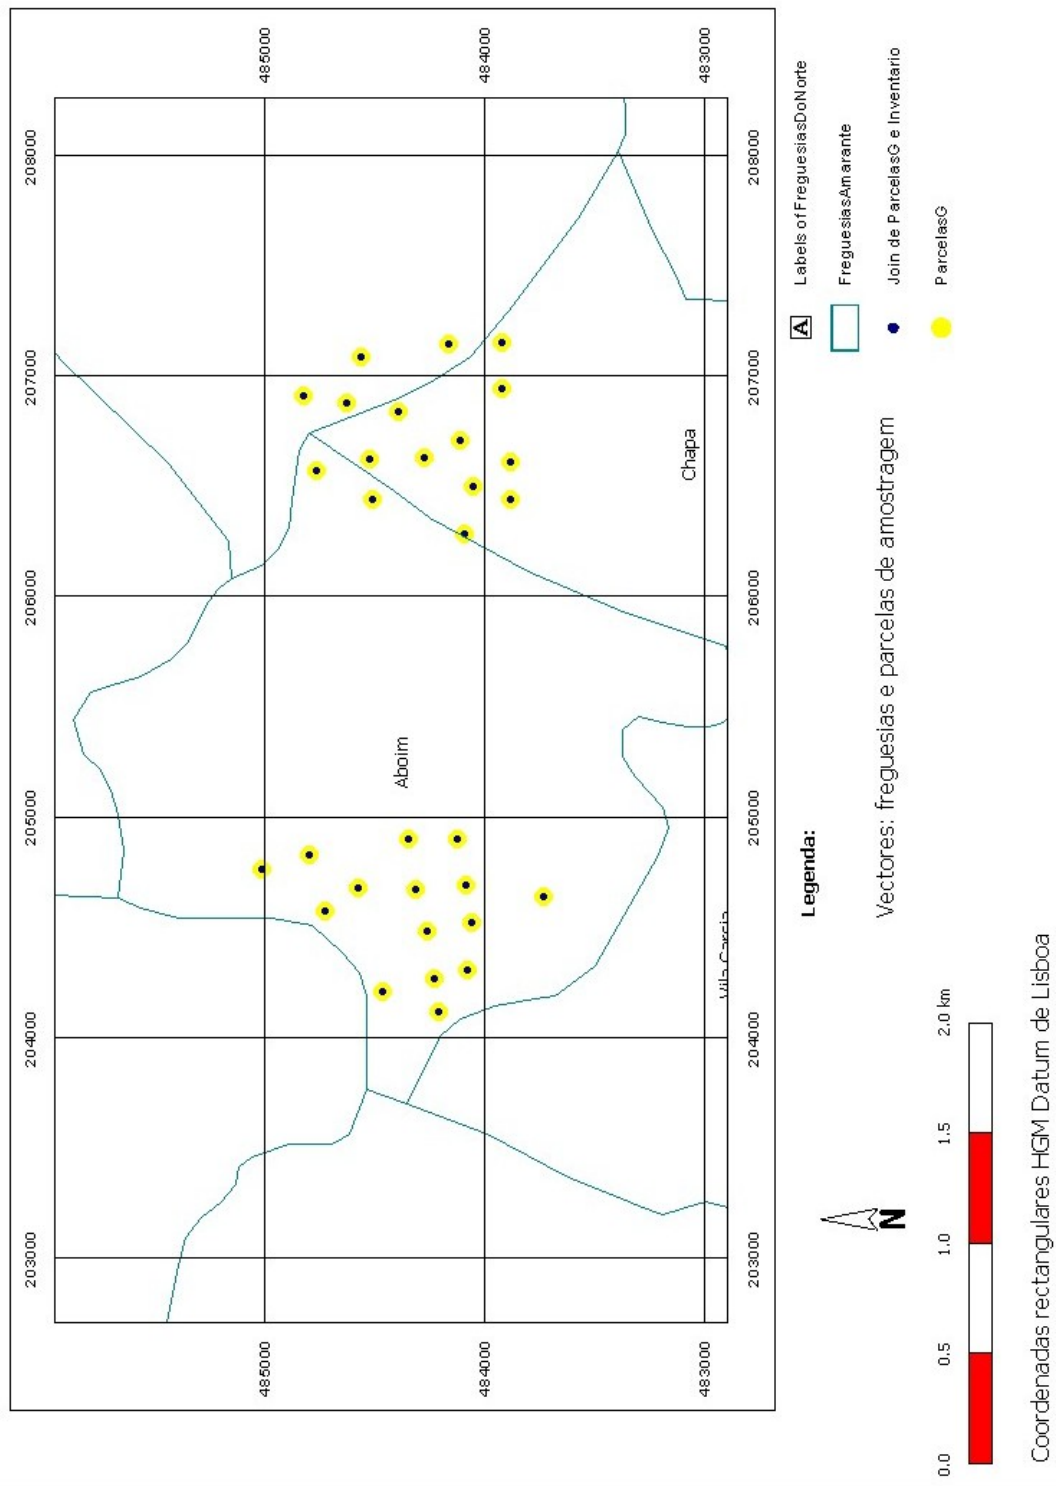 203000 204000 205000 206000 207000 208000
485000 485000
Aboim
484000 484000
Chapa
483000 483000
Vila Garcia
203000 204000 205000 206000 207000 208000
Legenda:
A Labels of FreguesiasDoNorte
FreguesiasAmarante
Join de ParcelasG e Inventario
ParcelasG
Vectores: freguesias e parcelas de amostragem
N
0.0 0.5 1.0 1.5 2.0 km
Coordenadas rectangulares HGM Datum de Lisboa